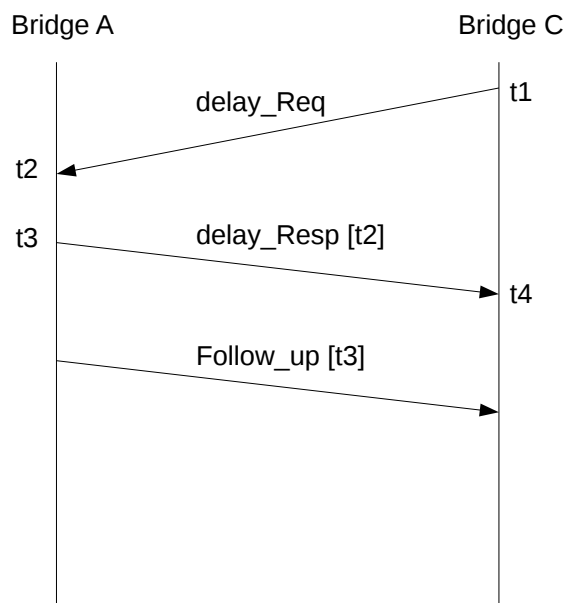 Bridge A
Bridge C
t1
delay_Req
t2
t3
delay_Resp [t2]
t4
Follow_up [t3]